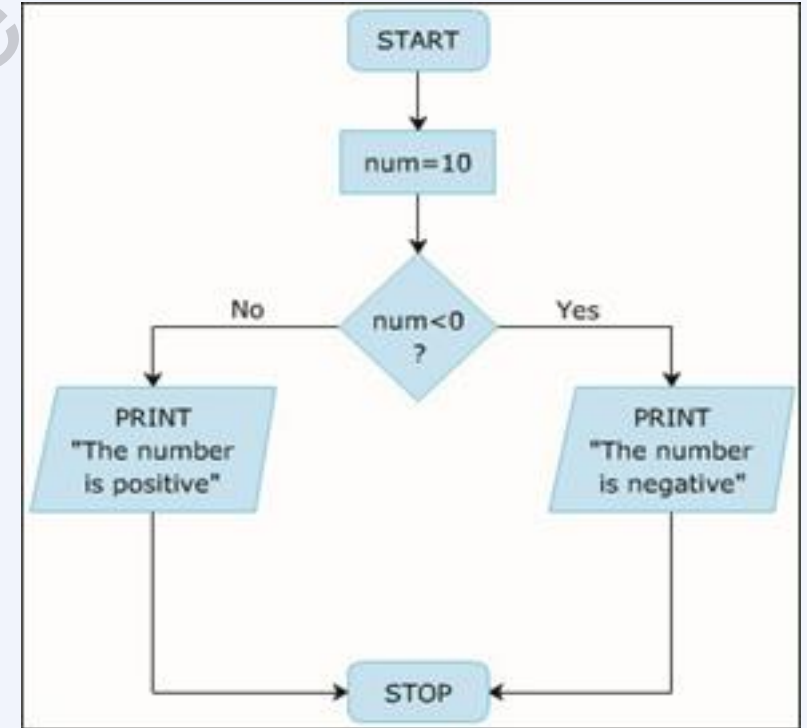 START
num=10
num<0
?
No
Yes
PRINT
"The number
is positive"
PRINT
"The number
is negative"
STOP